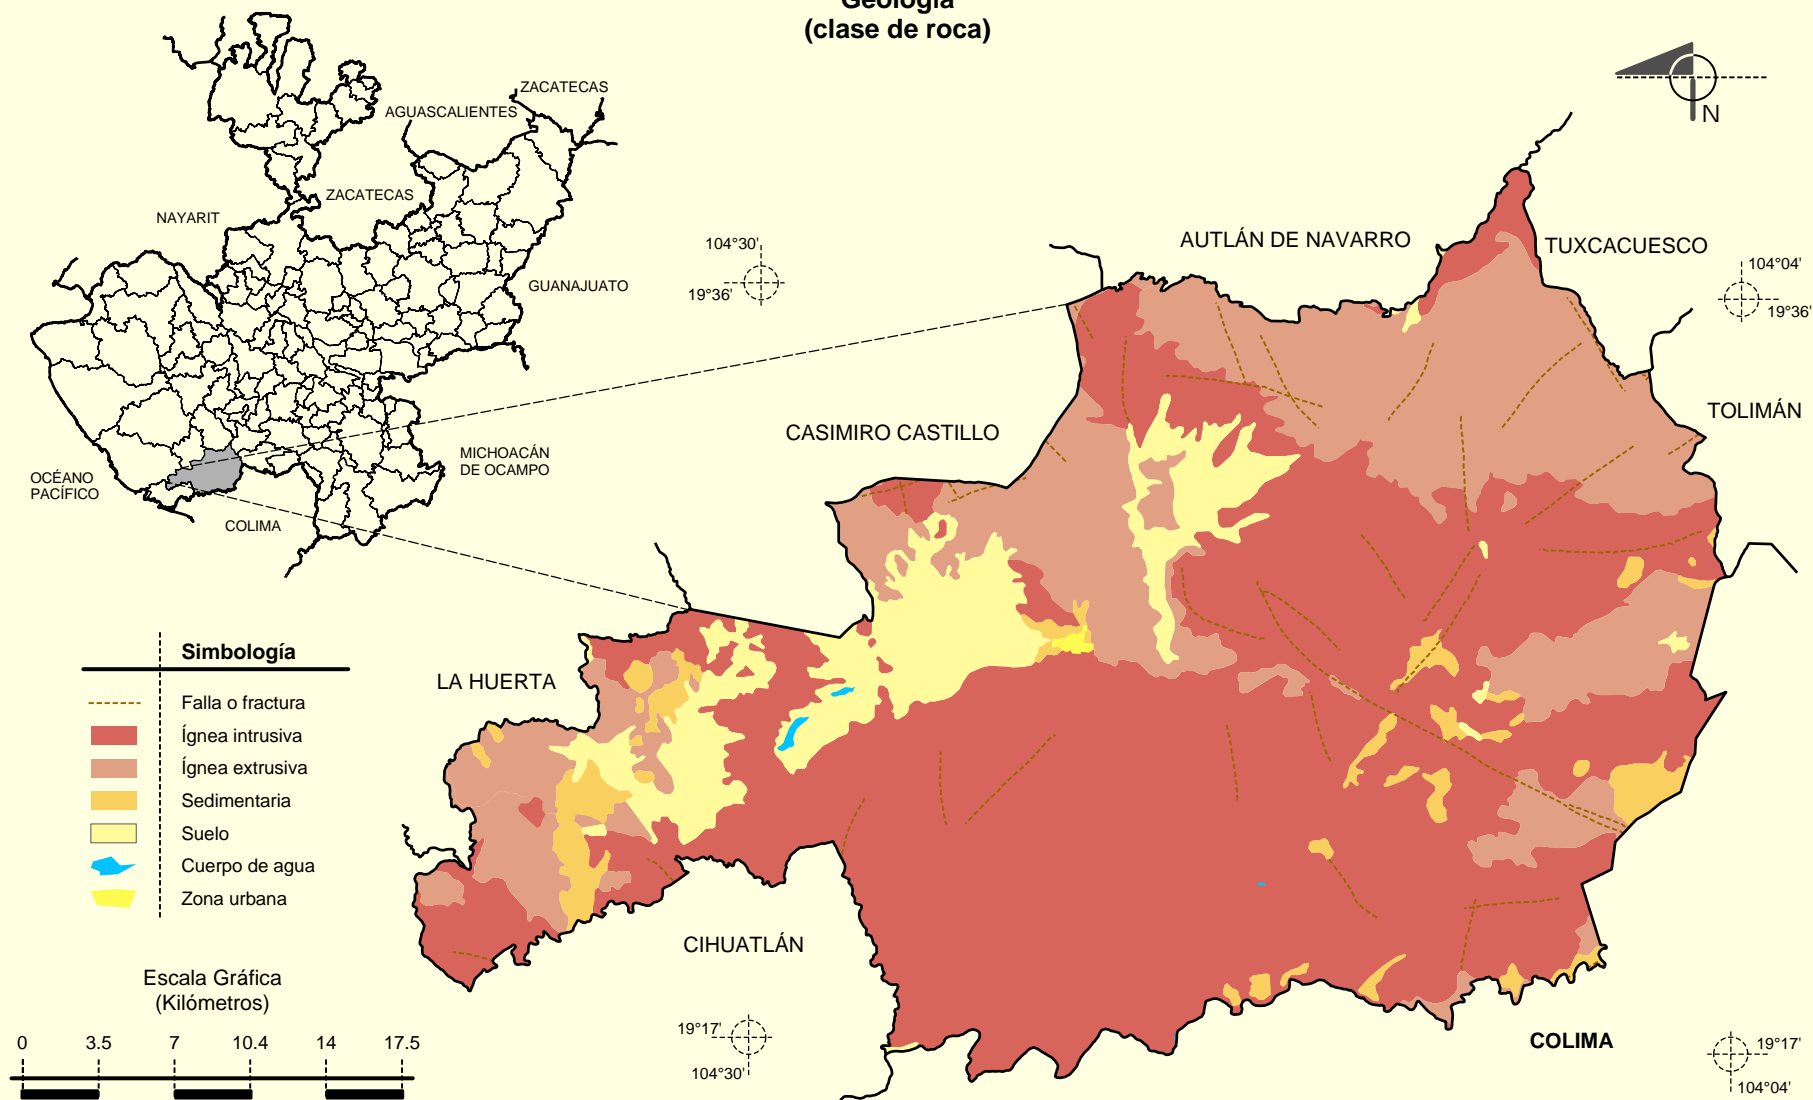 Geología
(clase de roca)
ZACATECAS
AGUASCALIENTES
ZACATECAS
NAYARIT
GUANAJUATO
MICHOACÁN
DE OCAMPO
OCÉANO
PACÍFICO
COLIMA
N
104°30'
19°36'
104°04'
19°36'
AUTLÁN DE NAVARRO
TUXCACUESCO
TOLIMÁN
CASIMIRO CASTILLO
LA HUERTA
CIHUATLÁN
COLIMA
19°17'
104°30'
19°17'
104°04'
Simbología
Falla o fractura
Ígnea intrusiva
Ígnea extrusiva
Sedimentaria
Suelo
Cuerpo de agua
Zona urbana
Escala Gráfica
(Kilómetros)
0 3.5 7 10.4 14 17.5